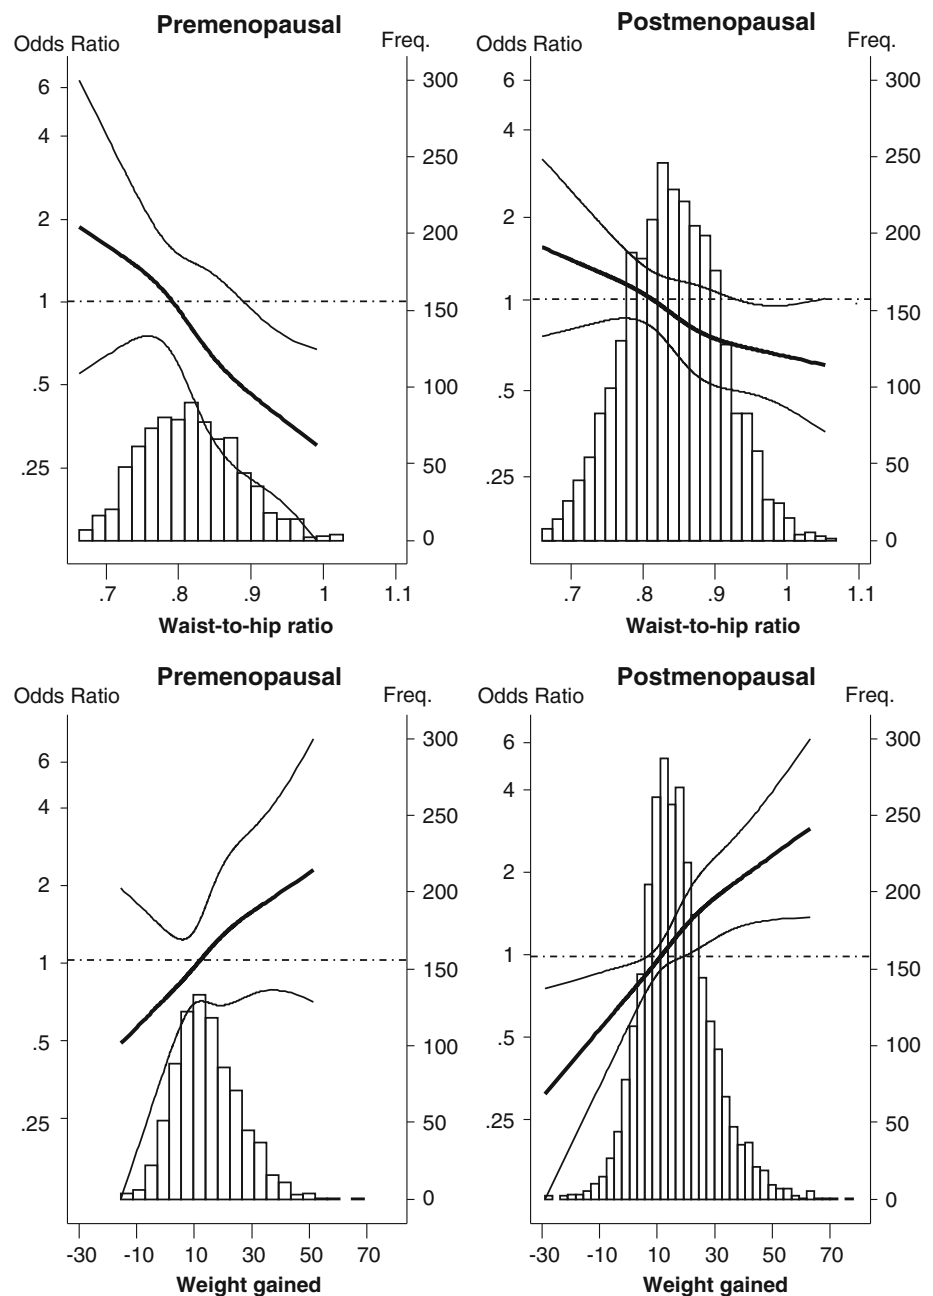 Premenopausal
Odds Ratio
Freq.
6
4
2
1
.5
.25
300
250
200
150
100
50
0
.7 .8 .9 1 1.1
Waist-to-hip ratio
Postmenopausal
Odds Ratio
Freq.
6
4
2
1
.5
.25
300
250
200
150
100
50
0
.7 .8 .9 1 1.1
Waist-to-hip ratio
Premenopausal
Odds Ratio
Freq.
6
4
2
1
.5
.25
300
250
200
150
100
50
0
-30 -10 10 30 50 70
Weight gained
Postmenopausal
Odds Ratio
Freq.
6
4
2
1
.5
.25
300
250
200
150
100
50
0
-30 -10 10 30 50 70
Weight gained